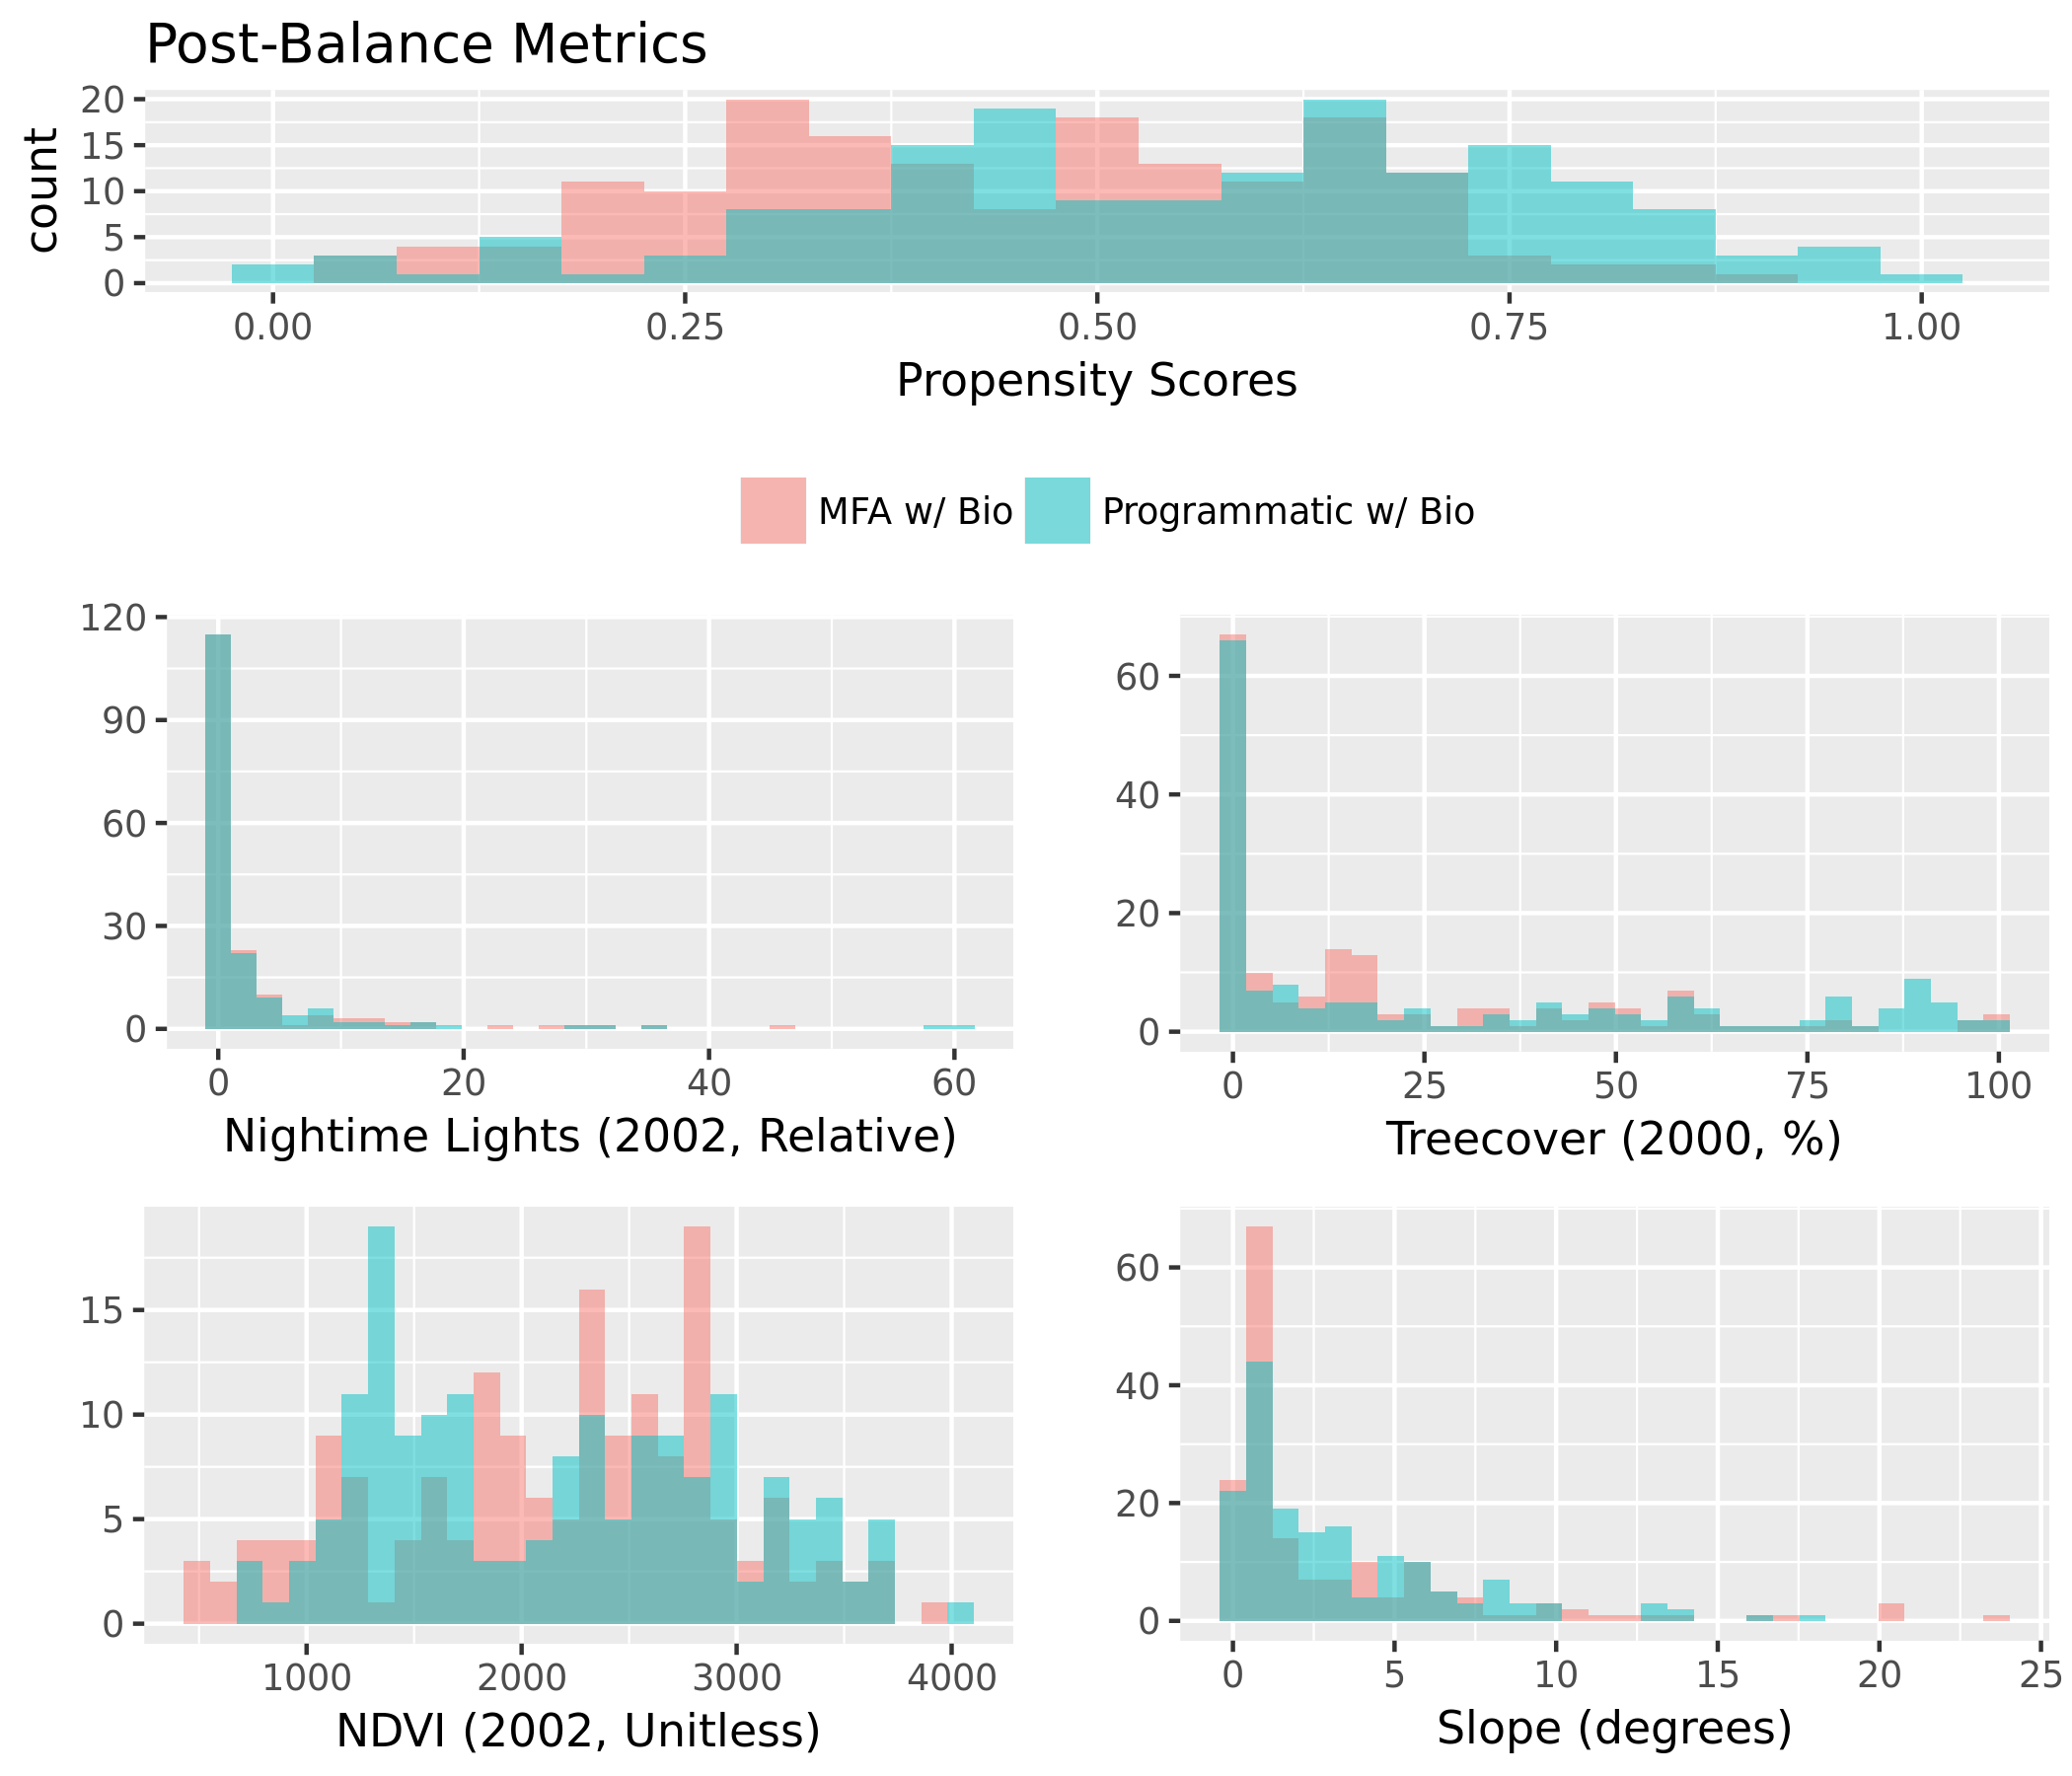 Post-Balance Metrics
count
20
15
10
5
0
0.00 0.25 0.50 0.75 1.00
Propensity Scores
MFA w/ Bio Programmatic w/ Bio
120
90
60
30
0
0 20 40 60
Nightime Lights (2002, Relative)
60
40
20
0
0 25 50 75 100
Treecover (2000, %)
15
10
5
0
1000 2000 3000 4000
NDVI (2002, Unitless)
60
40
20
0
0 5 10 15 20 25
Slope (degrees)